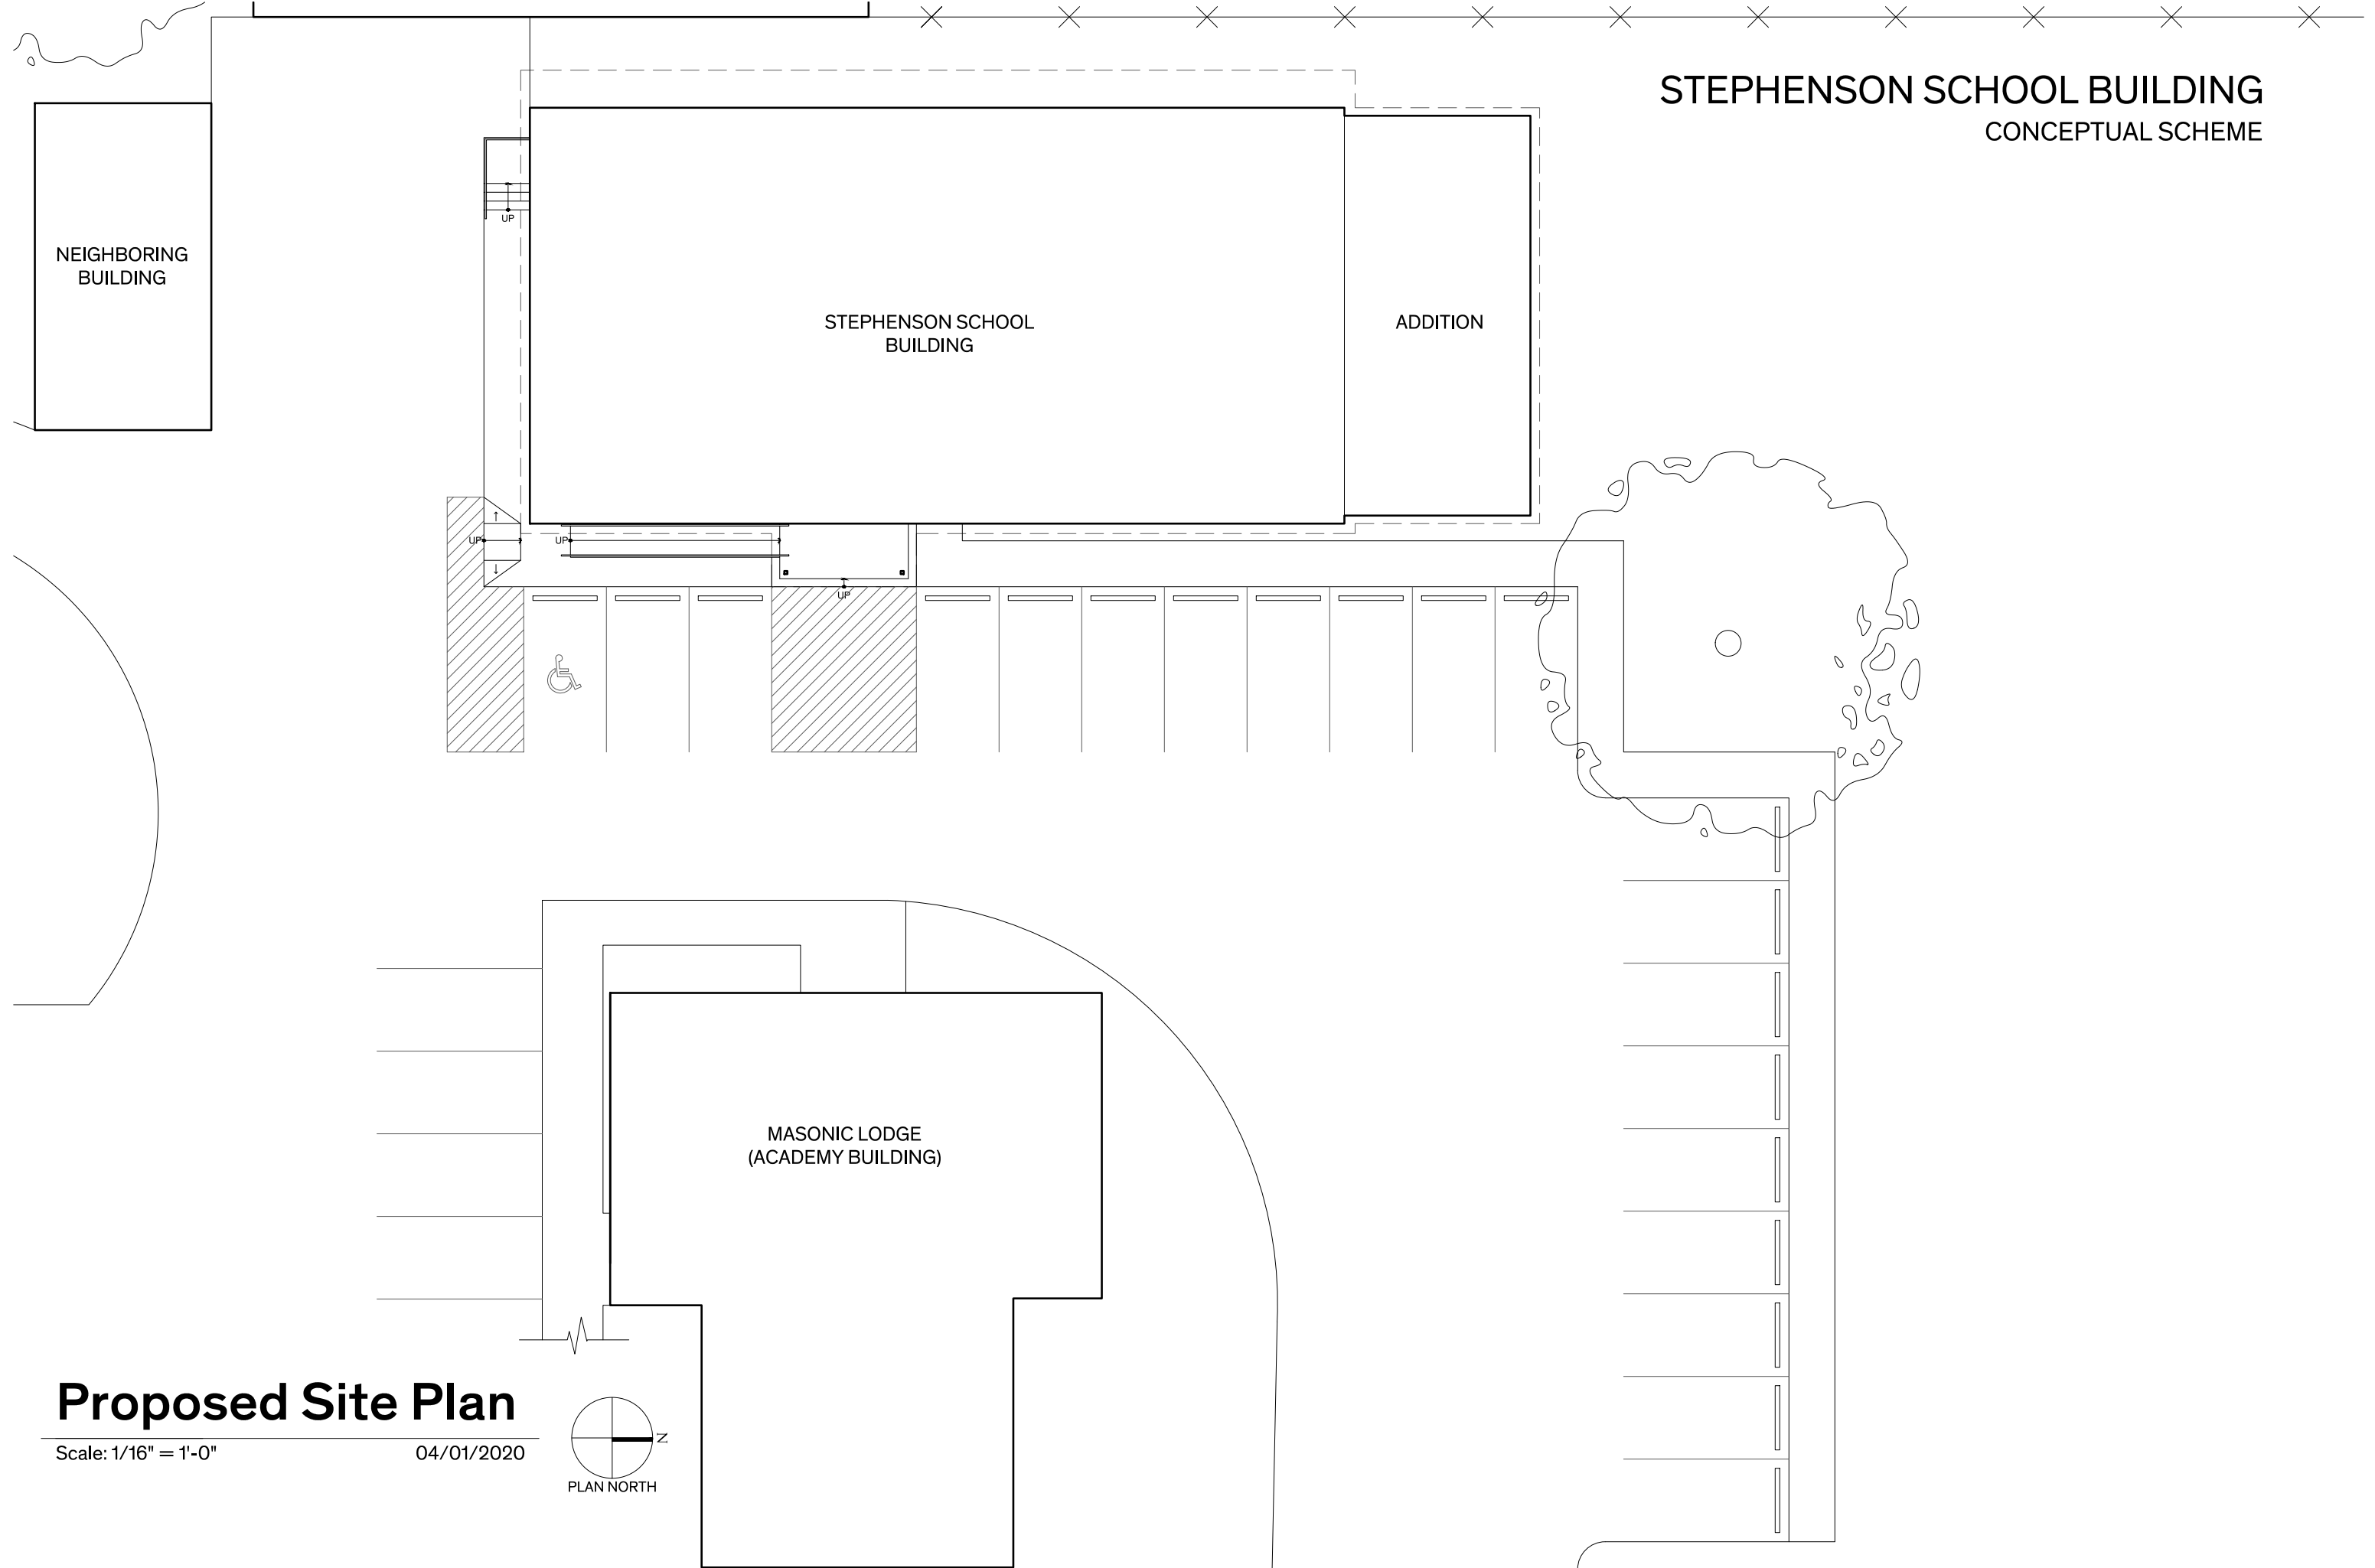 STEPHENSON SCHOOL BUILDING
CONCEPTUAL SCHEME
NEIGHBORING
BUILDING
UP
STEPHENSON SCHOOL
BUILDING
ADDITION
UP
UP
UP
MASONIC LODGE
(ACADEMY BUILDING)
Proposed Site Plan
Scale: 1/16" = 1'-0"
04/01/2020
N
PLAN NORTH